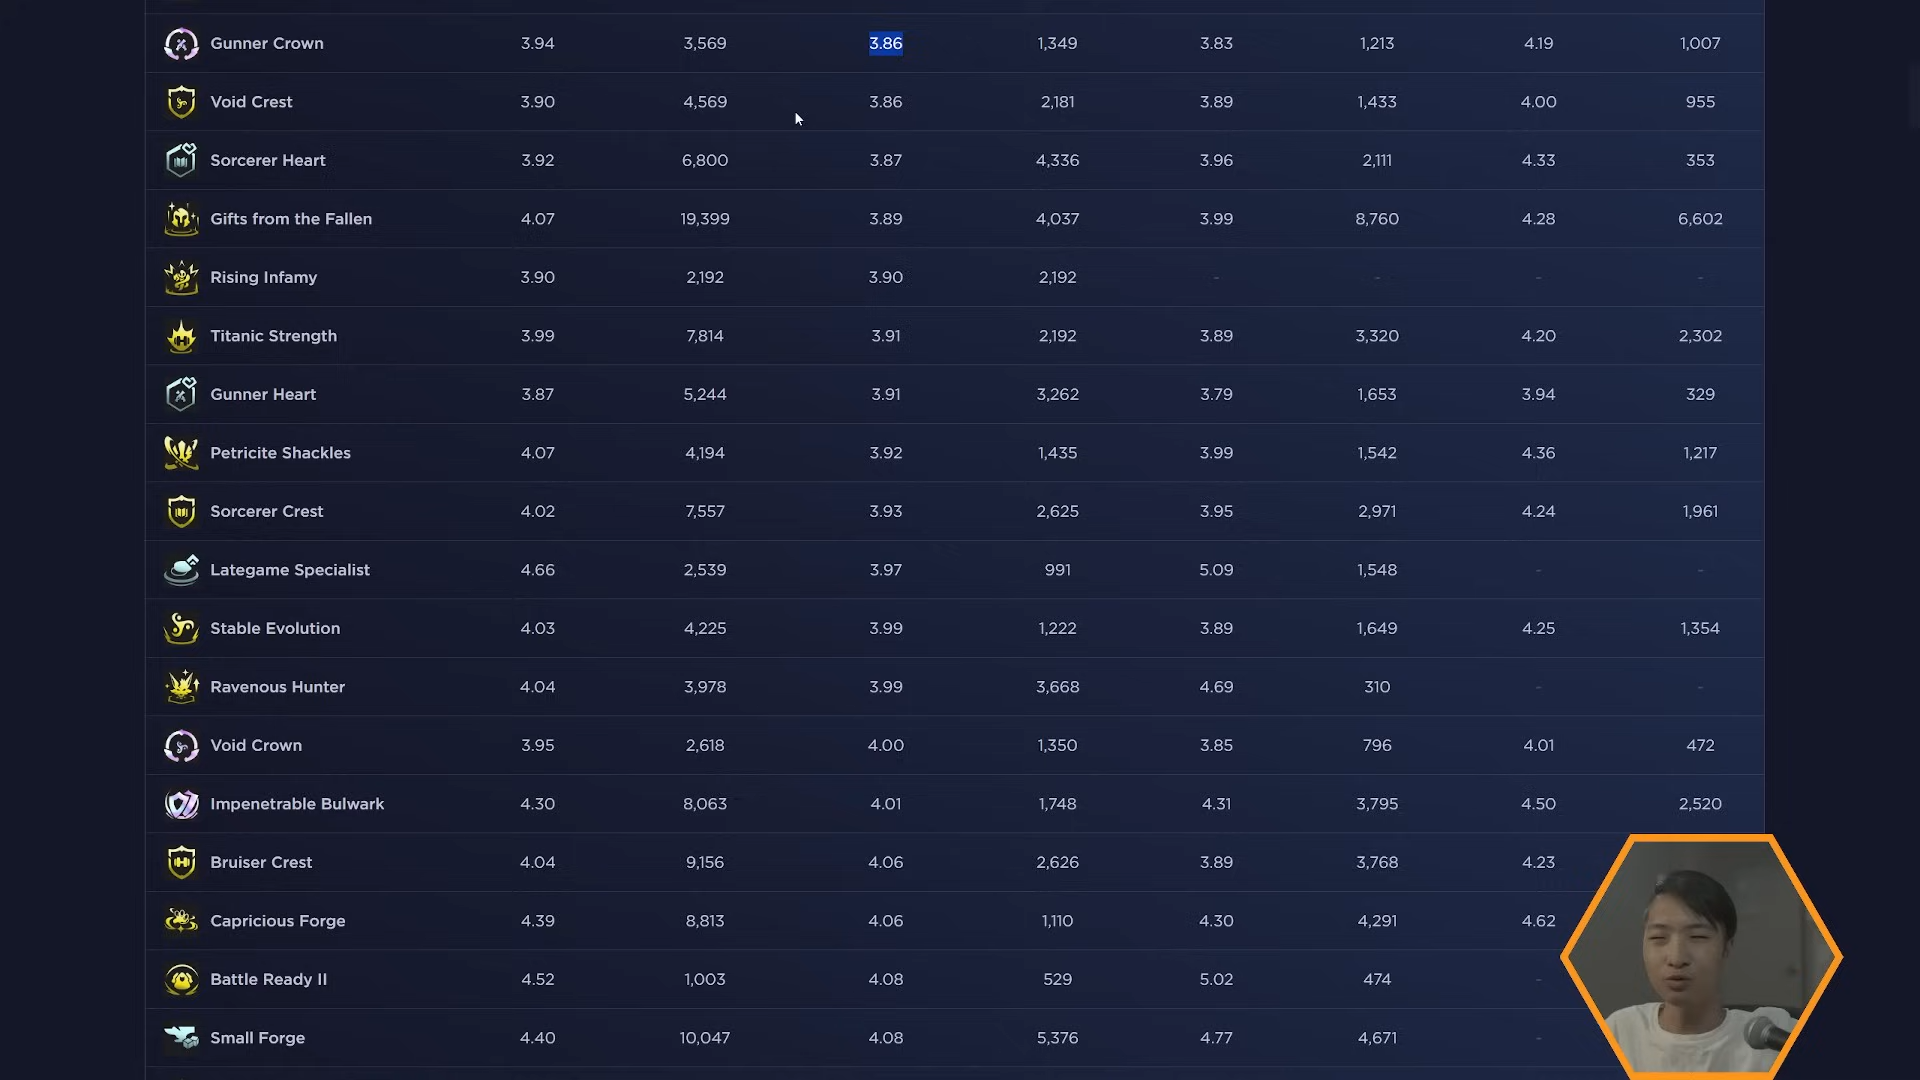 Gunner Crown 3.94 3,569 3.86 1,349 3.83 1,213 4.19 1,007
Void Crest 3.90 4,569 3.86 2,181 3.89 1,433 4.00 955
Sorcerer Heart 3.92 6,800 3.87 4,336 3.96 2,111 4.33 353
Gifts from the Fallen 4.07 19,399 3.89 4,037 3.99 8,760 4.28 6,602
Rising Infamy 3.90 2,192 3.90 2,192 - - - -
Titanic Strength 3.99 7,814 3.91 2,192 3.89 3,320 4.20 2,302
Gunner Heart 3.87 5,244 3.91 3,262 3.79 1,653 3.94 329
Petricite Shackles 4.07 4,194 3.92 1,435 3.99 1,542 4.36 1,217
Sorcerer Crest 4.02 7,557 3.93 2,625 3.95 2,971 4.24 1,961
Lategame Specialist 4.66 2,539 3.97 991 5.09 1,548 - -
Stable Evolution 4.03 4,225 3.99 1,222 3.89 1,649 4.25 1,354
Ravenous Hunter 4.04 3,978 3.99 3,668 4.69 310 - -
Void Crown 3.95 2,618 4.00 1,350 3.85 796 4.01 472
Impenetrable Bulwark 4.30 8,063 4.01 1,748 4.31 3,795 4.50 2,520
Bruiser Crest 4.04 9,156 4.06 2,626 3.89 3,768 4.23
Capricious Forge 4.39 8,813 4.06 1,110 4.30 4,291 4.62
Battle Ready II 4.52 1,003 4.08 529 5.02 474 -
Small Forge 4.40 10,047 4.08 5,376 4.77 4,671 -